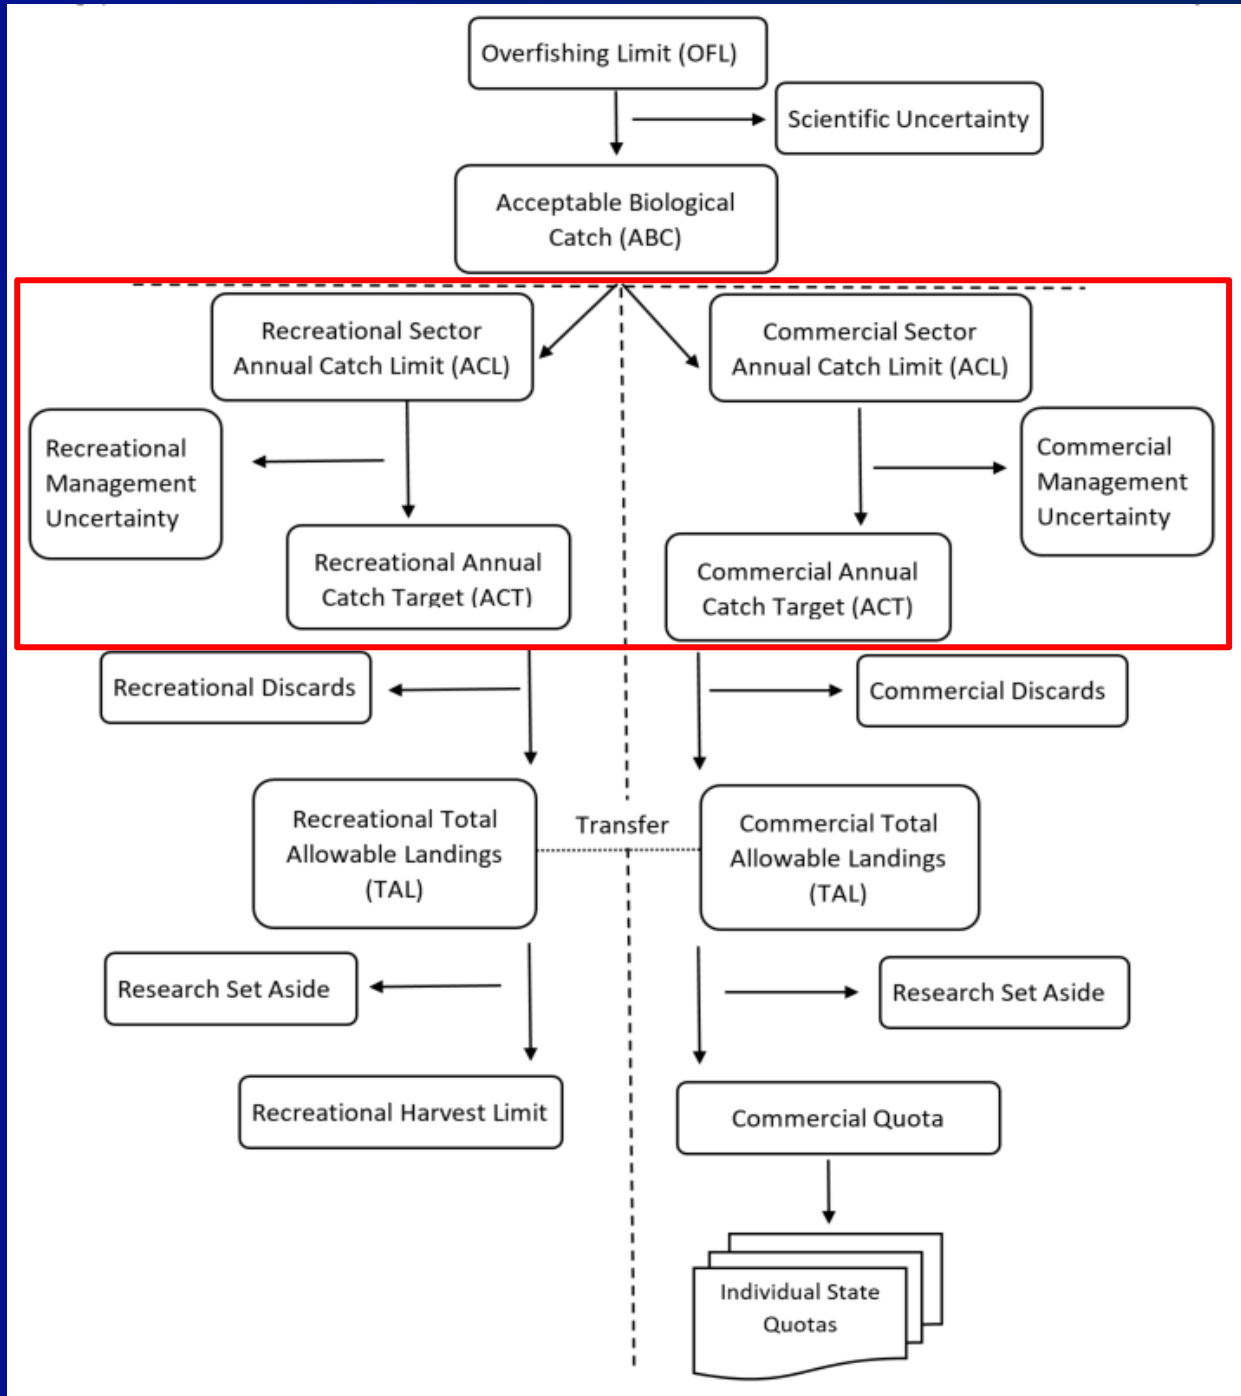 Overfishing Limit (OFL)
Scientific Uncertainty
Acceptable Biological
Catch (ABC)
Recreational Sector
Annual Catch Limit (ACL)
Commercial Sector
Annual Catch Limit (ACL)
Recreational
Management
Uncertainty
Commercial
Management
Uncertainty
Recreational Annual
Catch Target (ACT)
Commercial Annual
Catch Target (ACT)
Recreational Discards
Commercial Discards
Recreational Total
Allowable Landings
(TAL)
Transfer
Commercial Total
Allowable Landings
(TAL)
Research Set Aside
Research Set Aside
Recreational Harvest Limit
Commercial Quota
Individual State
Quotas